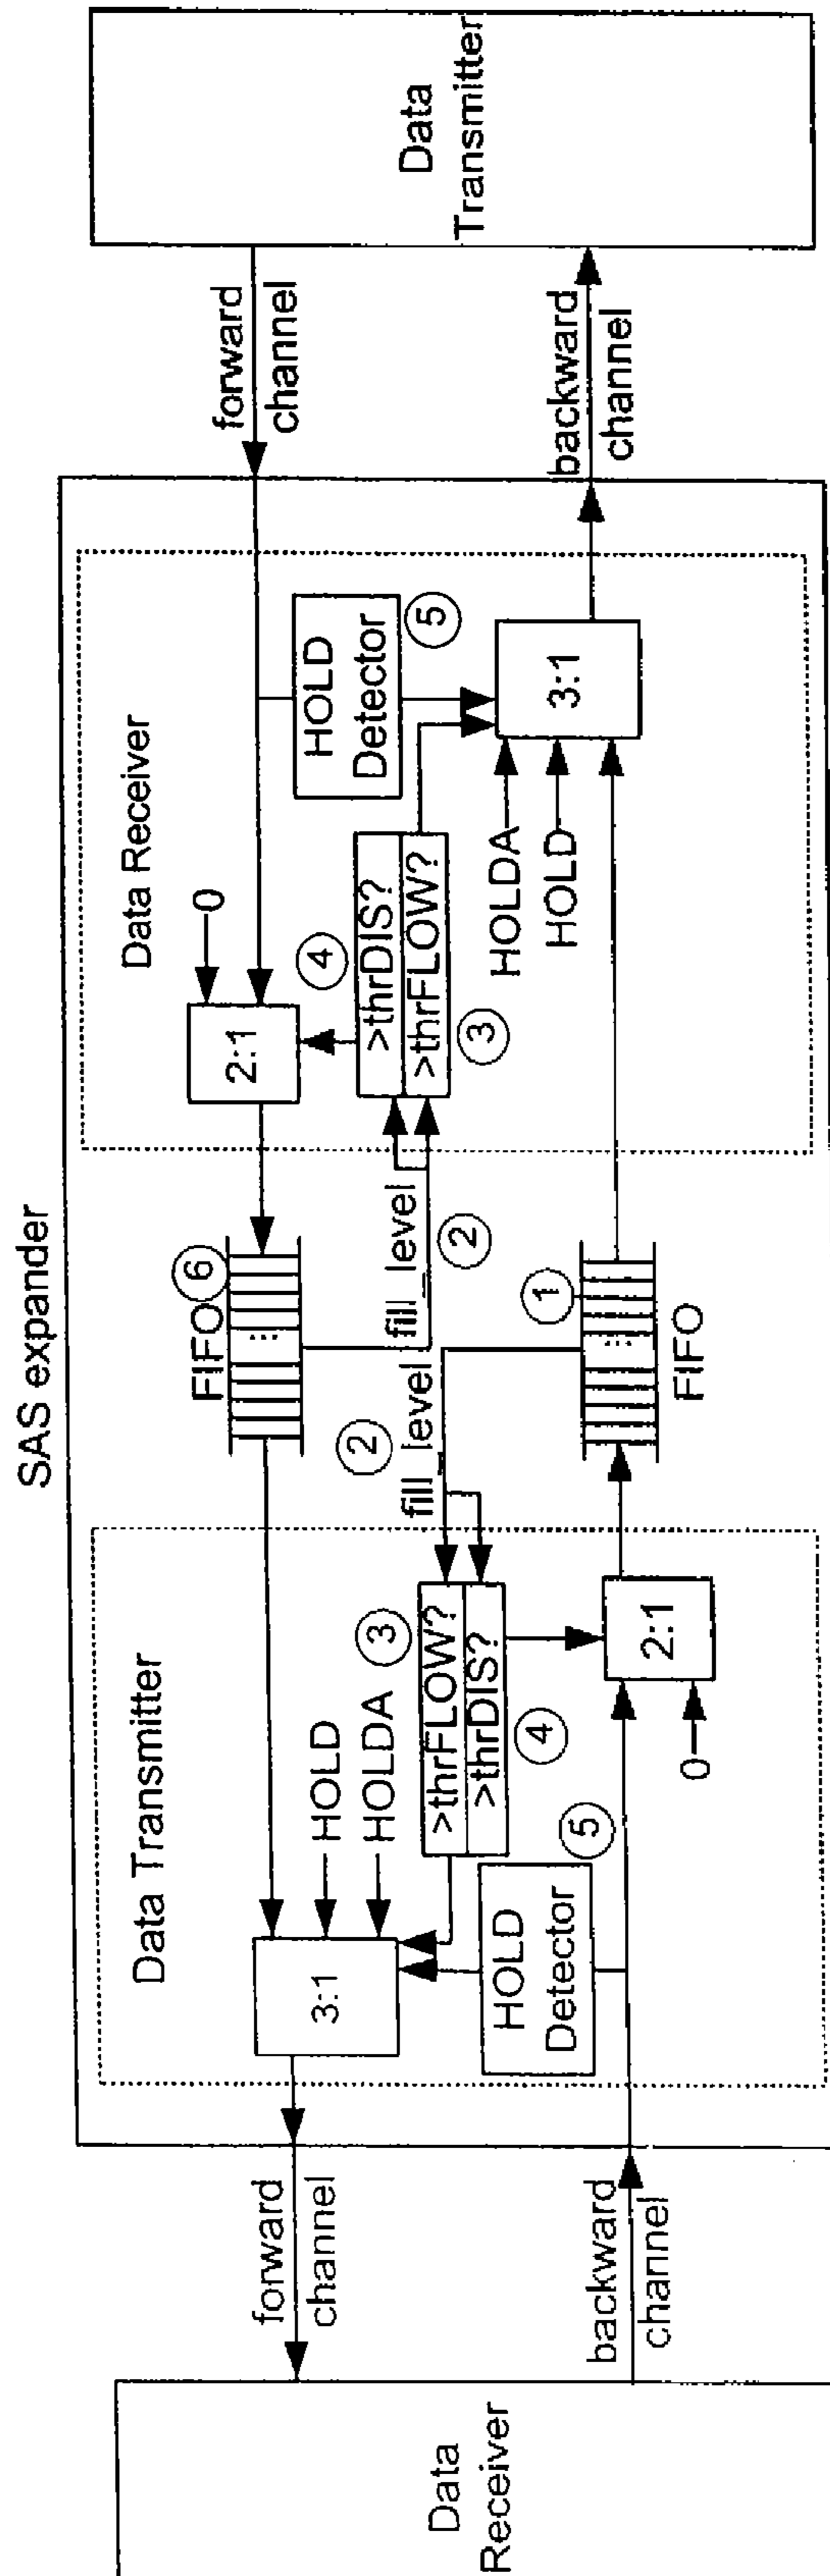 SAS expander
Data
Receiver
forward
channel
backward
channel
Data Transmitter
3:1
HOLD
HOLDA
3
>thrFLOW?
>thrDIS?
4
HOLD
Detector
5
0
2:1
2
fill_level
FIFO
6
1
FIFO
fill_level
2
Data Receiver
2:1
0
4
>thrDIS?
>thrFLOW?
3
HOLD
Detector
5
HOLDA
HOLD
3:1
forward
channel
backward
channel
Data
Transmitter